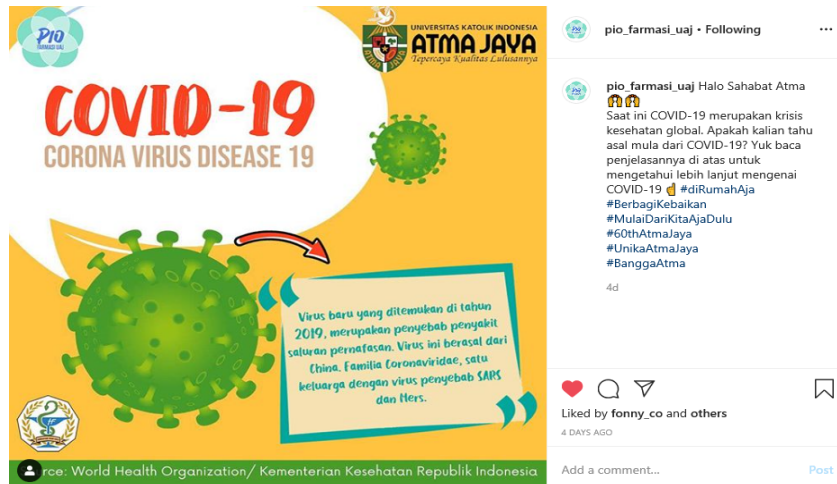 PIO
FARMASI UAJ
UNIVERSITAS KATOLIK INDONESIA
ATMA JAYA
Tepercaya Kualitas Lulusannya
COVID-19
CORONA VIRUS DISEASE 19
Virus baru yang ditemukan di tahun
2019, merupakan penyebab penyakit
saluran pernafasan. Virus ini berasal dari
China. Familia Coronaviridae, satu
keluarga dengan virus penyebab SARS
dan Mers.
rce: World Health Organization/ Kementerian Kesehatan Republik Indonesia
pio_farmasi_uaj • Following
pio_farmasi_uaj Halo Sahabat Atma
🙆🙆
Saat ini COVID-19 merupakan krisis
kesehatan global. Apakah kalian tahu
asal mula dari COVID-19? Yuk baca
penjelasannya di atas untuk
mengetahui lebih lanjut mengenai
COVID-19 ☝ #diRumahAja
#BerbagiKebaikan
#MulaiDariKitaAjaDulu
#60thAtmaJaya
#UnikaAtmaJaya
#BanggaAtma
4d
Liked by fonny_co and others
4 DAYS AGO
Add a comment...
Post